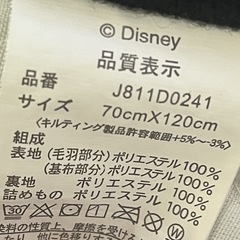 © Disney
品質表示
品番 J811D0241
サイズ 70cm×120cm
<キルティング製品許容範囲+5%~-3%>
組成
表地 (毛羽部分) ポリエステル100%
(基布部分) ポリエステル100%
裏地 ポリエステル100%
詰めもの ポリエステル100%